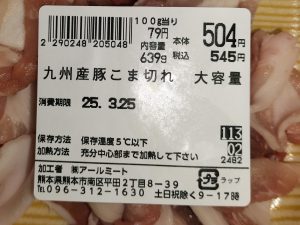 100g当り
79円
2290248205048
内容量
639g
本体 504円
税込 545円
九州産豚こま切れ 大容量
消費期限 25.3.25
保存方法 保存温度5℃以下
加熱方法 充分中心部まで加熱して下さい
113
02
2482
加工者 ㈱アールミート
熊本県熊本市南区平田2丁目8-39
TEL096-312-1630 土日祝除く9-17時
プラ
ラップ